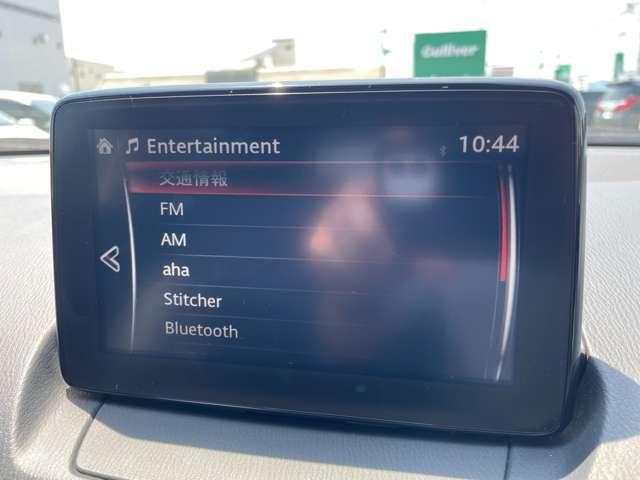 Gulliver
Entertainment
10:44
交通情報
FM
AM
aha
Stitcher
Bluetooth